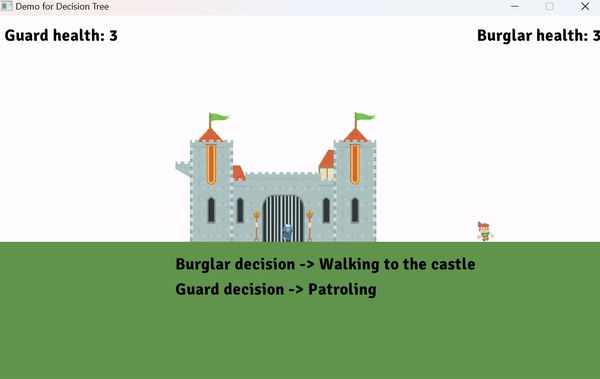 Demo for Decision Tree
Guard health: 3
Burglar health: 3
Burglar decision -> Walking to the castle
Guard decision -> Patroling